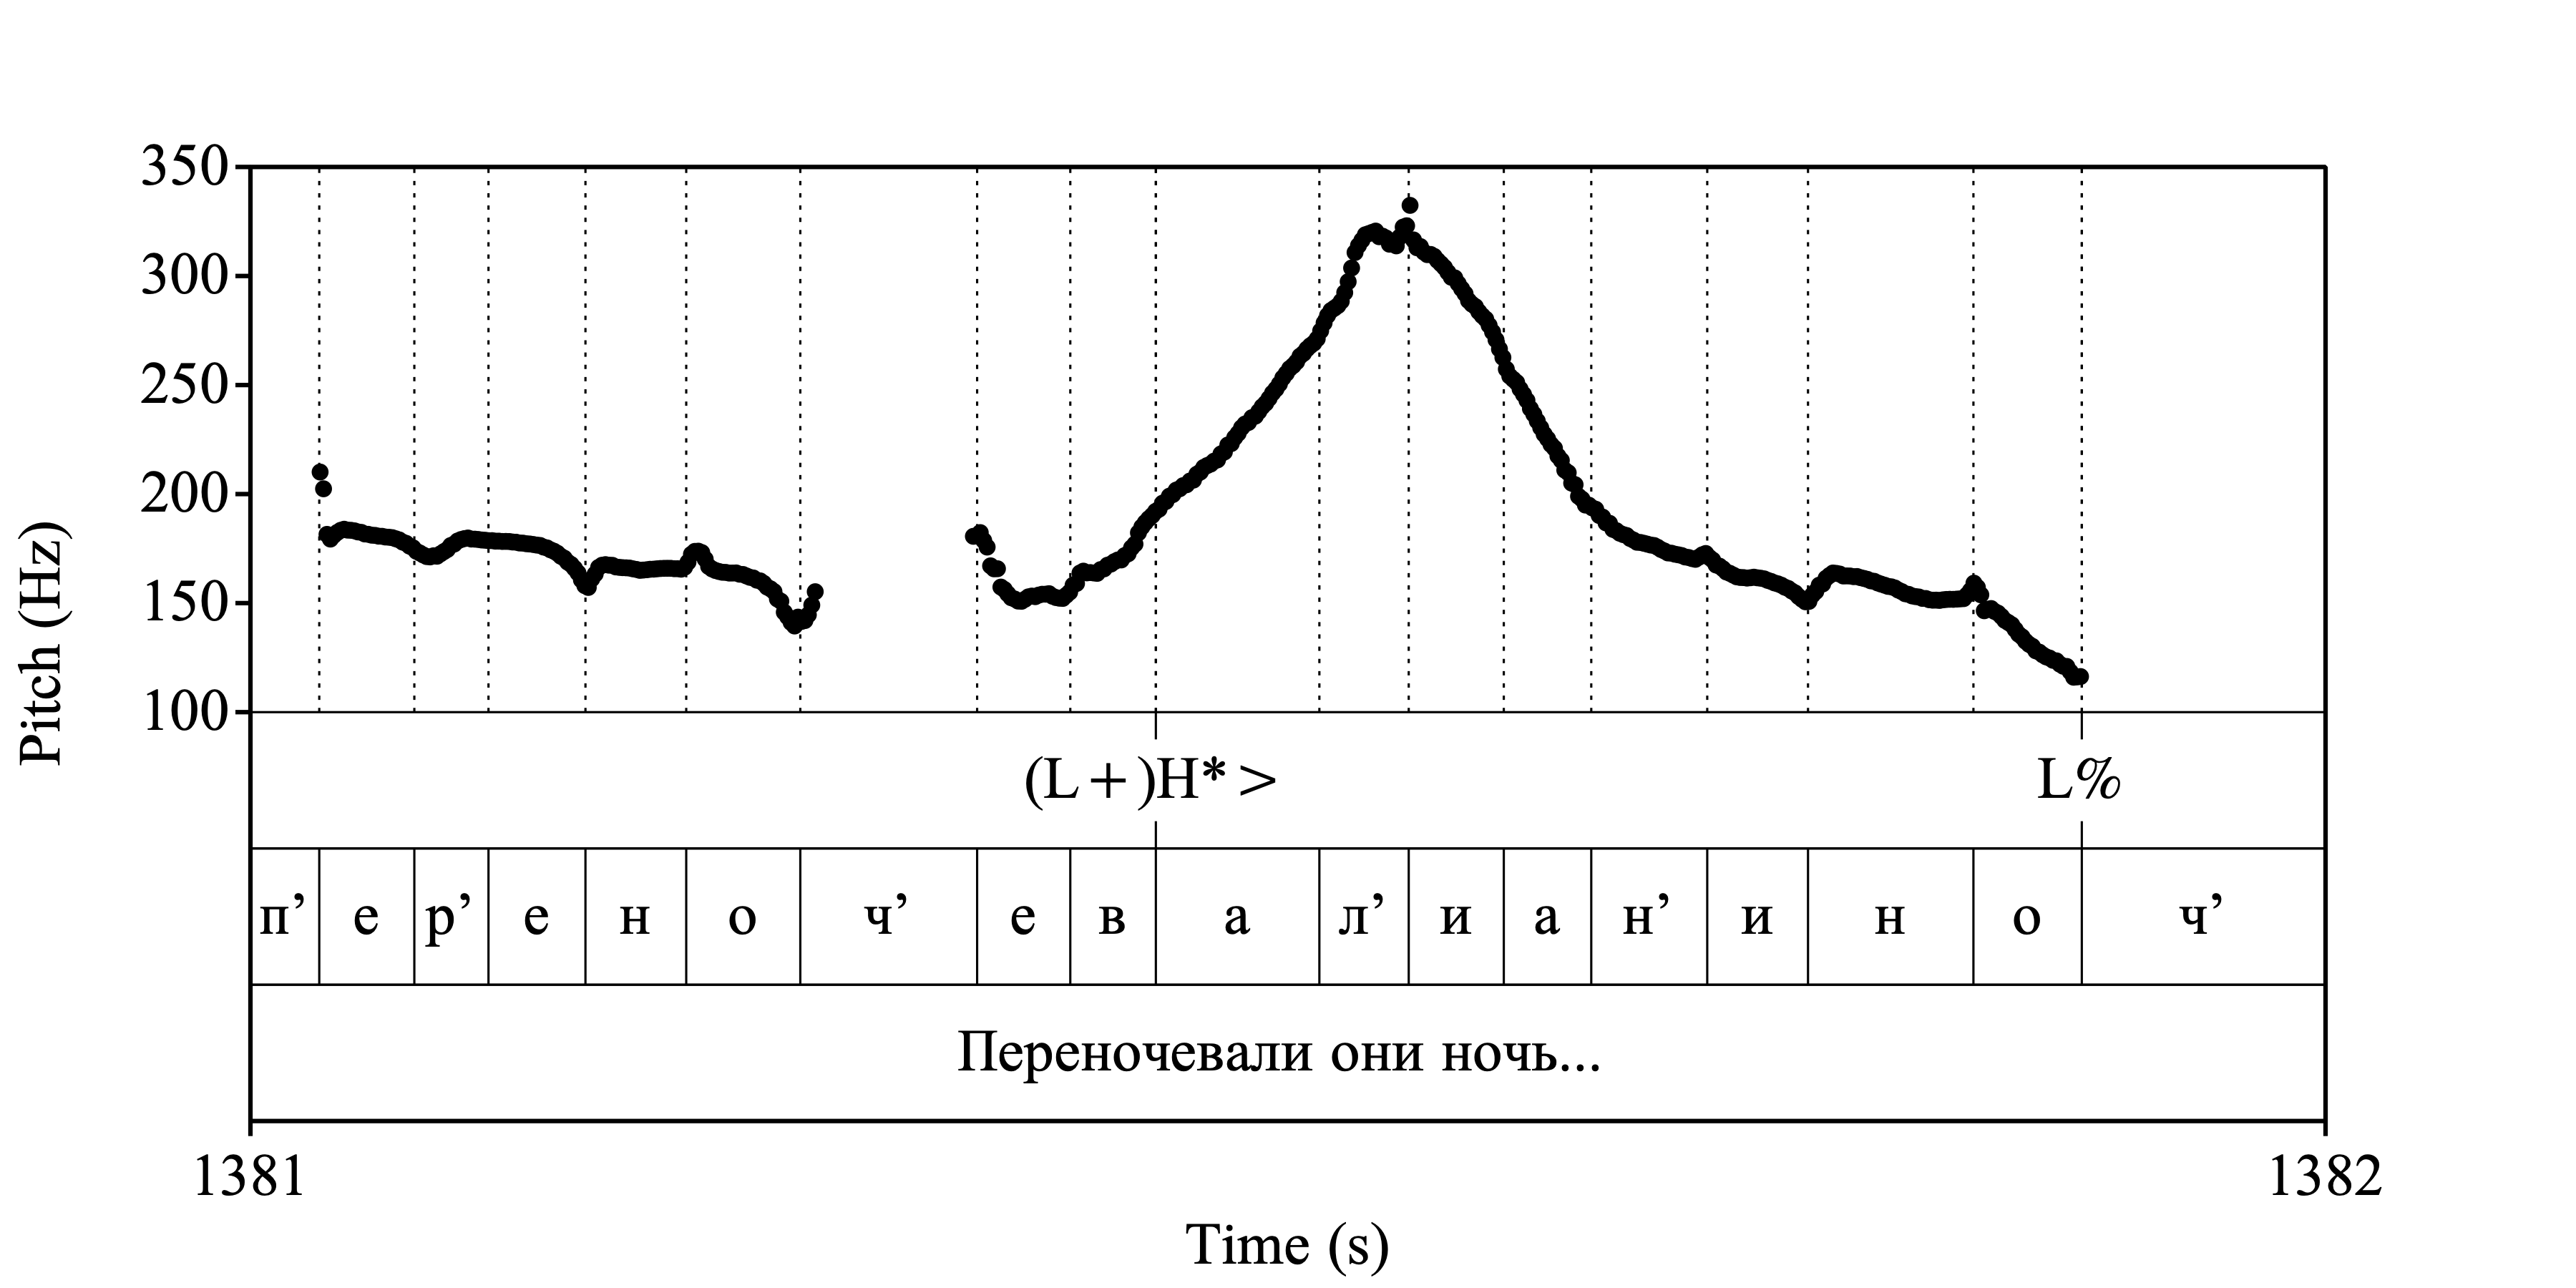 350
300
250
200
150
100
Pitch (Hz)
(L+)H*> L%
п’ е р’ е н о ч’ е в а л’ и а н’ и н о ч’
Переночевали они ночь...
1381 1382
Time (s)